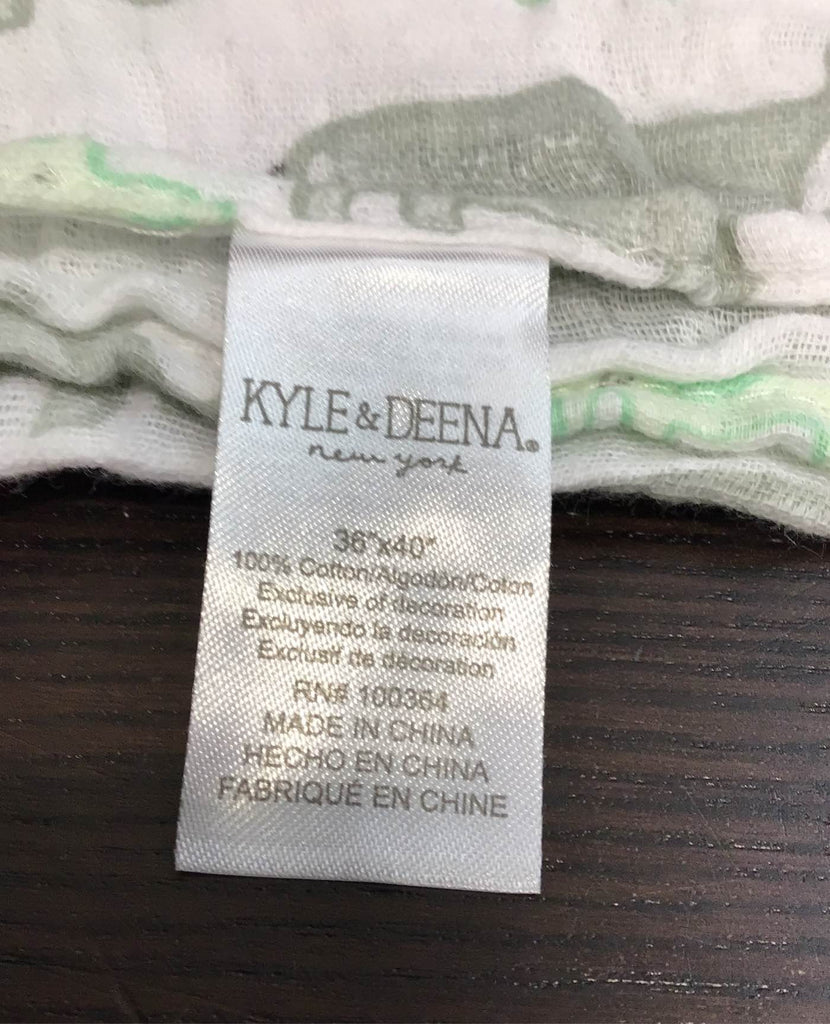 KYLE & DEENA®
new york
36"x40"
100% Cotton/Algodón/Coton
Exclusive of decoration
Excluyendo la decoración
Exclusif de décoration
RN# 100364
MADE IN CHINA
HECHO EN CHINA
FABRIQUÉ EN CHINE